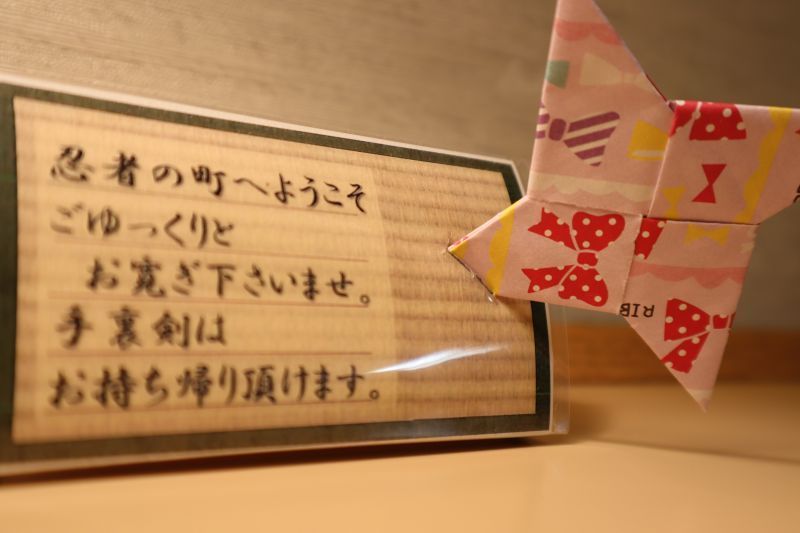 忍者の町へようこそ
ごゆっくりと
お寛ぎ下さいませ。
手裏剣は
お持ち帰り頂けます。
RIB